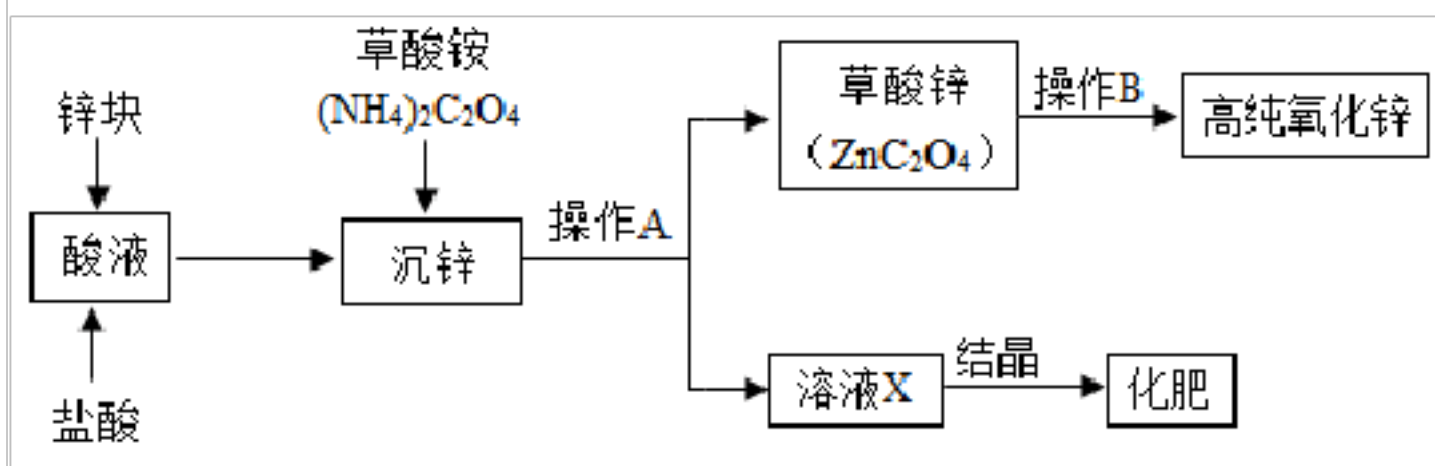 草酸铵
(NH₄)₂C₂O₄
锌块
酸液
盐酸
沉锌
操作A
草酸锌
（ZnC₂O₄）
操作B
高纯氧化锌
溶液X
结晶
化肥